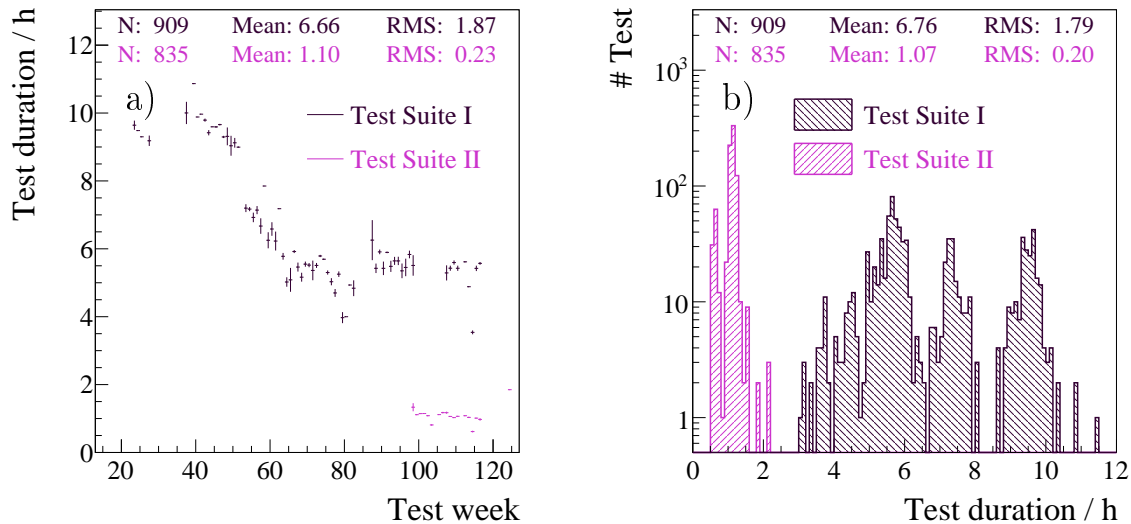 N: 909 Mean: 6.66 RMS: 1.87
N: 835 Mean: 1.10 RMS: 0.23
a)
Test Suite I
Test Suite II
Test duration / h
12
10
8
6
4
2
0
20 40 60 80 100 120
Test week
N: 909 Mean: 6.76 RMS: 1.79
N: 835 Mean: 1.07 RMS: 0.20
b)
Test Suite I
Test Suite II
# Test
10³
10²
10
1
0 2 4 6 8 10 12
Test duration / h